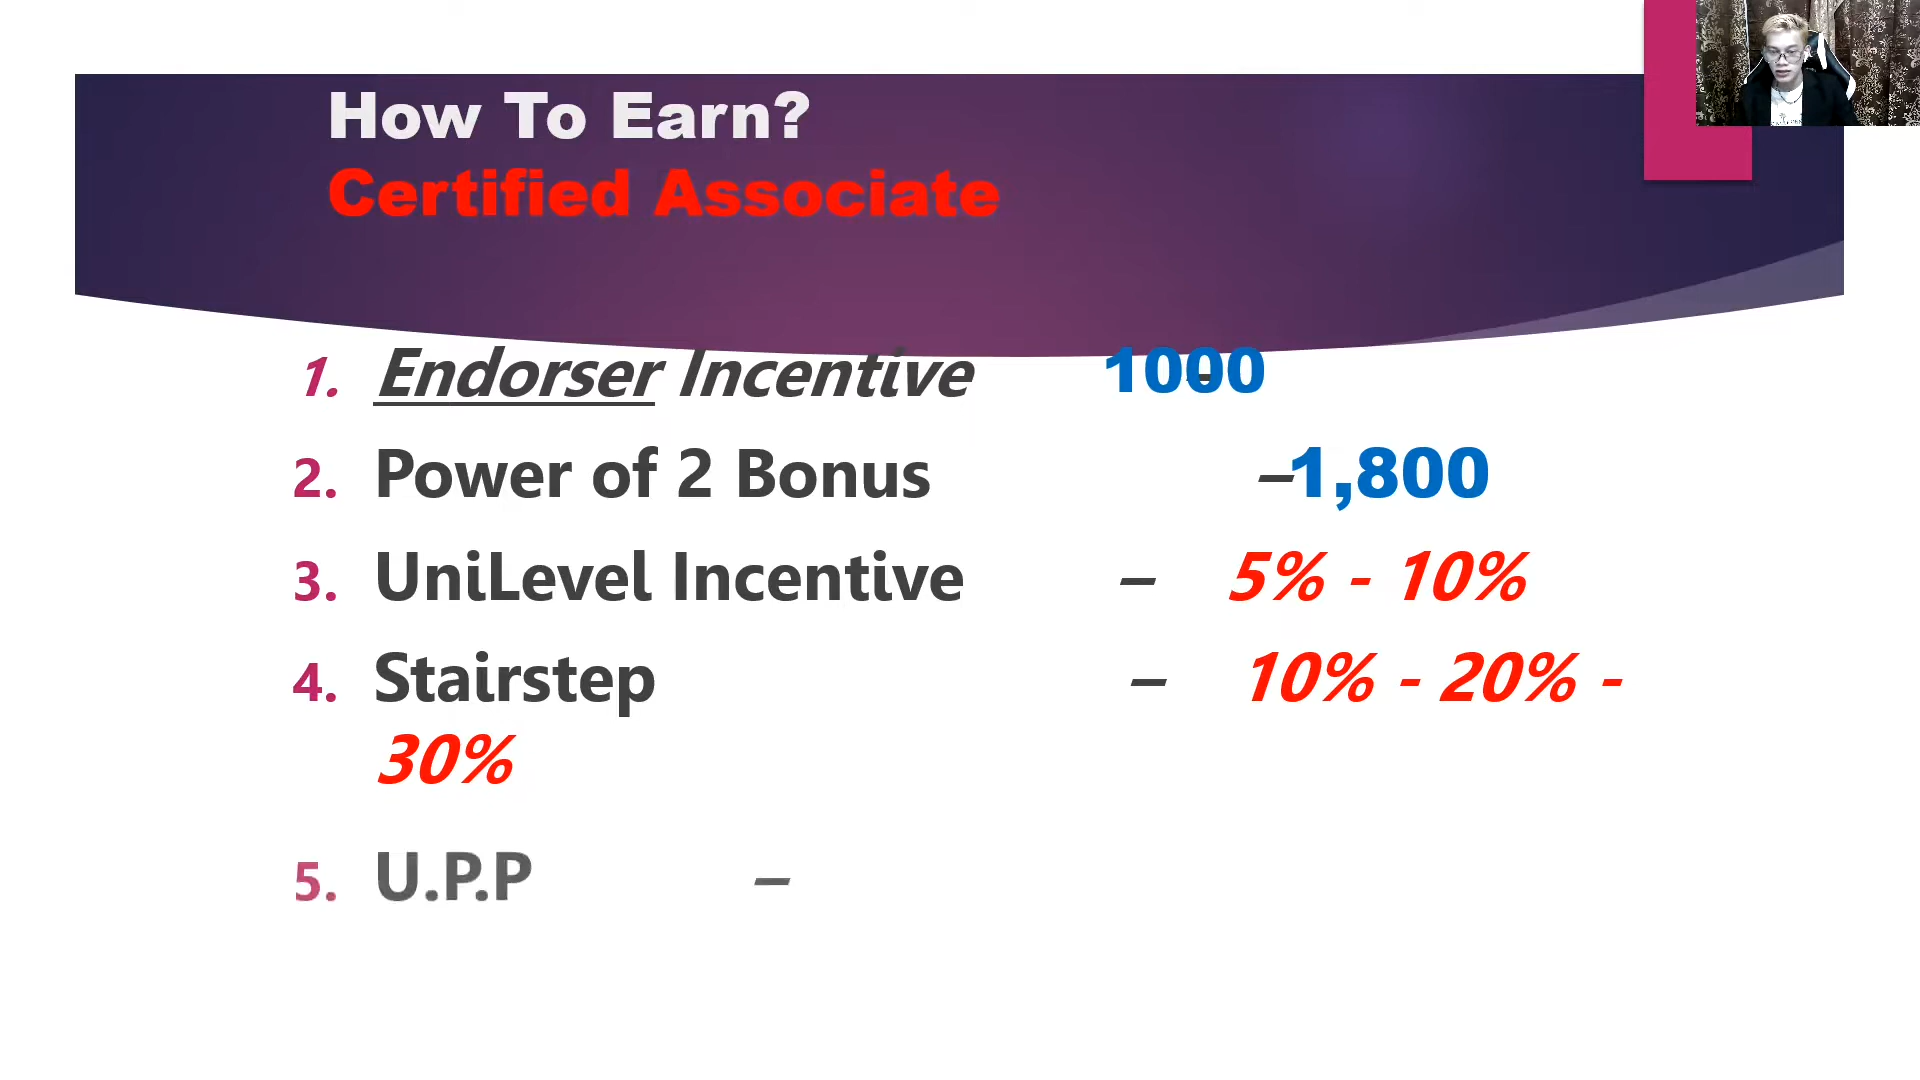 How To Earn?
Certified Associate
1. Endorser Incentive – 1000
2. Power of 2 Bonus –1,800
3. UniLevel Incentive – 5% - 10%
4. Stairstep – 10% - 20% -
30%
5. U.P.P –